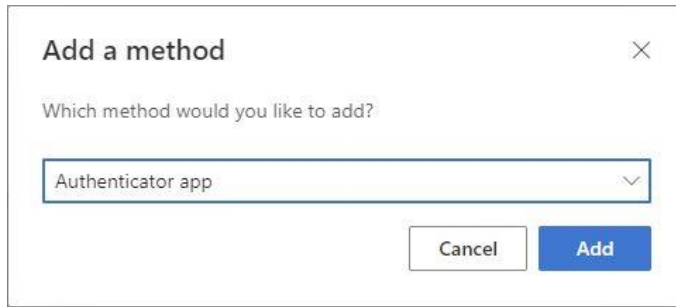 Add a method
Which method would you like to add?
Authenticator app
Cancel Add